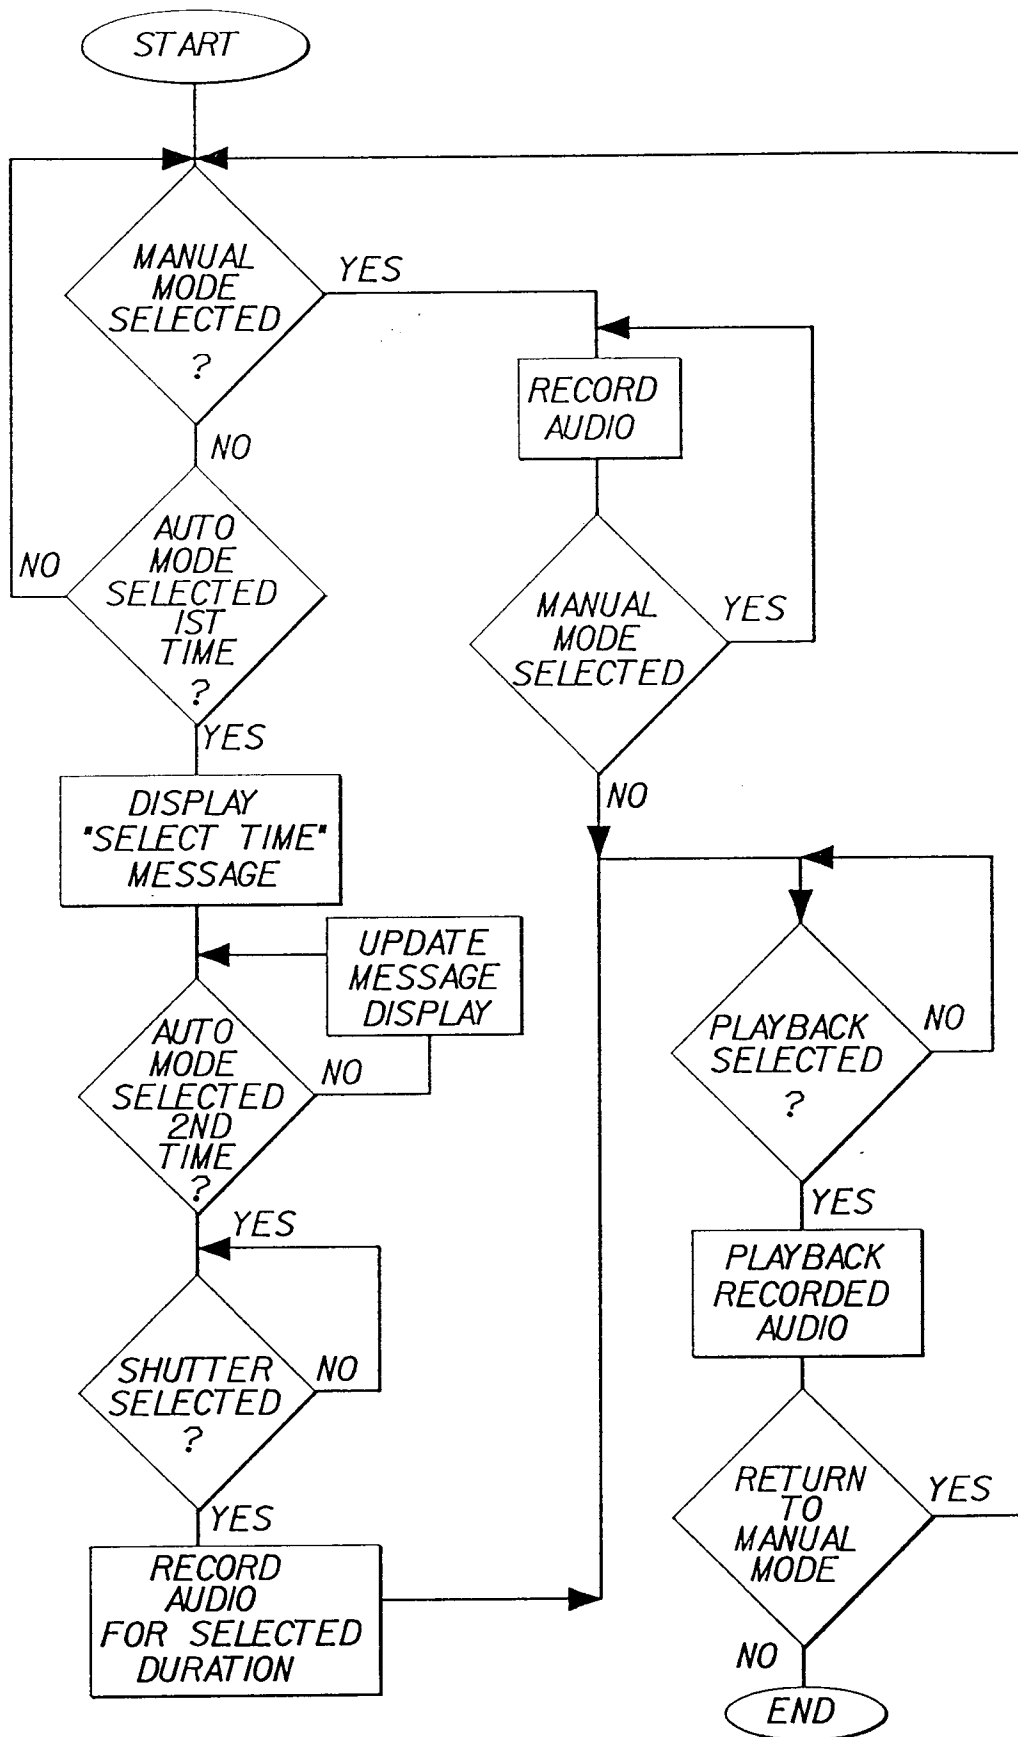 START
MANUAL
MODE
SELECTED
?
YES
NO
RECORD
AUDIO
AUTO
MODE
SELECTED
1ST
TIME
?
NO
YES
MANUAL
MODE
SELECTED
YES
NO
DISPLAY
"SELECT TIME"
MESSAGE
UPDATE
MESSAGE
DISPLAY
AUTO
MODE
SELECTED
2ND
TIME
?
NO
YES
PLAYBACK
SELECTED
?
NO
YES
SHUTTER
SELECTED
?
NO
YES
PLAYBACK
RECORDED
AUDIO
RECORD
AUDIO
FOR SELECTED
DURATION
RETURN
TO
MANUAL
MODE
YES
NO
END